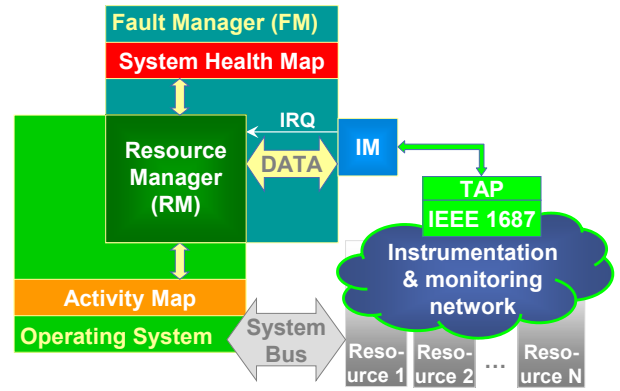 Fault Manager (FM)
System Health Map
IRQ
Resource
Manager
(RM)
DATA
IM
TAP
IEEE 1687
Instrumentation
& monitoring
network
Activity Map
Operating System
System
Bus
Reso-
urce 1
Reso-
urce 2
...
Reso-
urce N